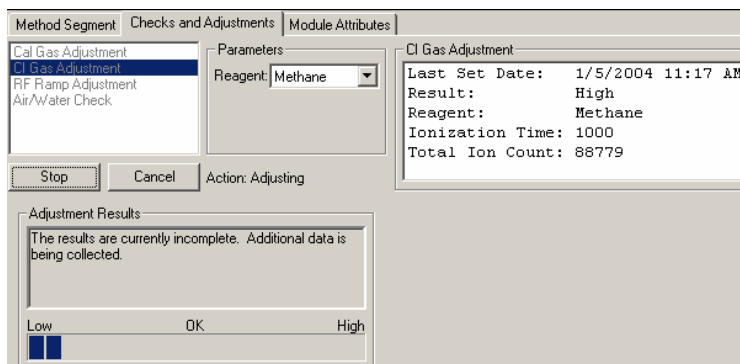 Method Segment Checks and Adjustments Module Attributes
Cal Gas Adjustment
CI Gas Adjustment
RF Ramp Adjustment
Air/Water Check
Parameters
Reagent: Methane
CI Gas Adjustment
Last Set Date: 1/5/2004 11:17 AM
Result: High
Reagent: Methane
Ionization Time: 1000
Total Ion Count: 88779
Stop Cancel Action: Adjusting
Adjustment Results
The results are currently incomplete. Additional data is
being collected.
Low OK High